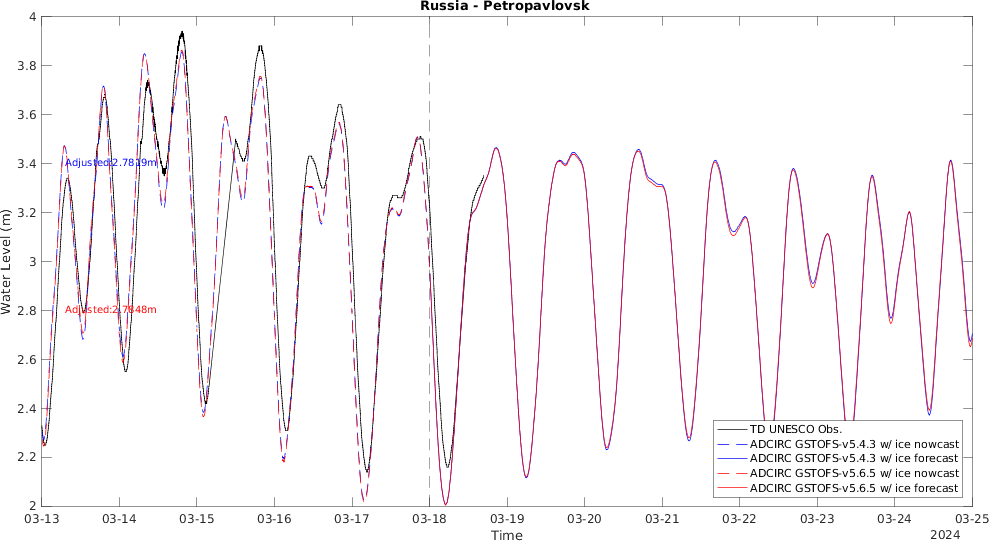 Russia - Petropavlovsk
Water Level (m)
4
3.8
3.6
3.4
3.2
3
2.8
2.6
2.4
2.2
2
Adjusted:2.7819m
Adjusted:2.7848m
TD UNESCO Obs.
ADCIRC GSTOFS-v5.4.3 w/ ice nowcast
ADCIRC GSTOFS-v5.4.3 w/ ice forecast
ADCIRC GSTOFS-v5.6.5 w/ ice nowcast
ADCIRC GSTOFS-v5.6.5 w/ ice forecast
03-13 03-14 03-15 03-16 03-17 03-18 03-19 03-20 03-21 03-22 03-23 03-24 03-25
Time
2024